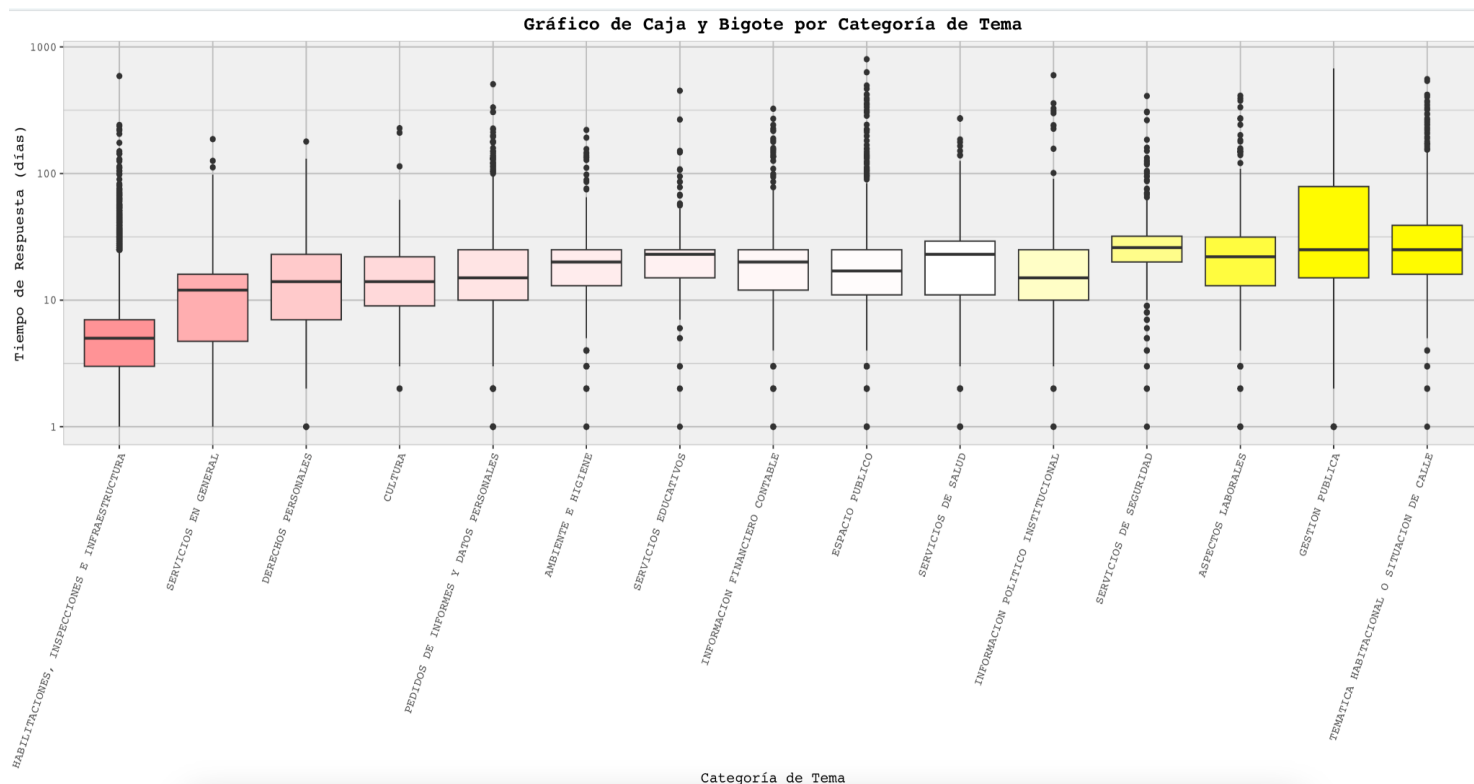 Gráfico de Caja y Bigote por Categoría de Tema
Tiempo de Respuesta (días)
1000
100
10
1
HABILITACIONES, INSPECCIONES E INFRAESTRUCTURA
SERVICIOS EN GENERAL
DERECHOS PERSONALES
CULTURA
PEDIDOS DE INFORMES Y DATOS PERSONALES
AMBIENTE E HIGIENE
SERVICIOS EDUCATIVOS
INFORMACION FINANCIERO CONTABLE
ESPACIO PUBLICO
SERVICIOS DE SALUD
INFORMACION POLITICO INSTITUCIONAL
SERVICIOS DE SEGURIDAD
ASPECTOS LABORALES
GESTION PUBLICA
TEMATICA HABITACIONAL O SITUACION DE CALLE
Categoría de Tema